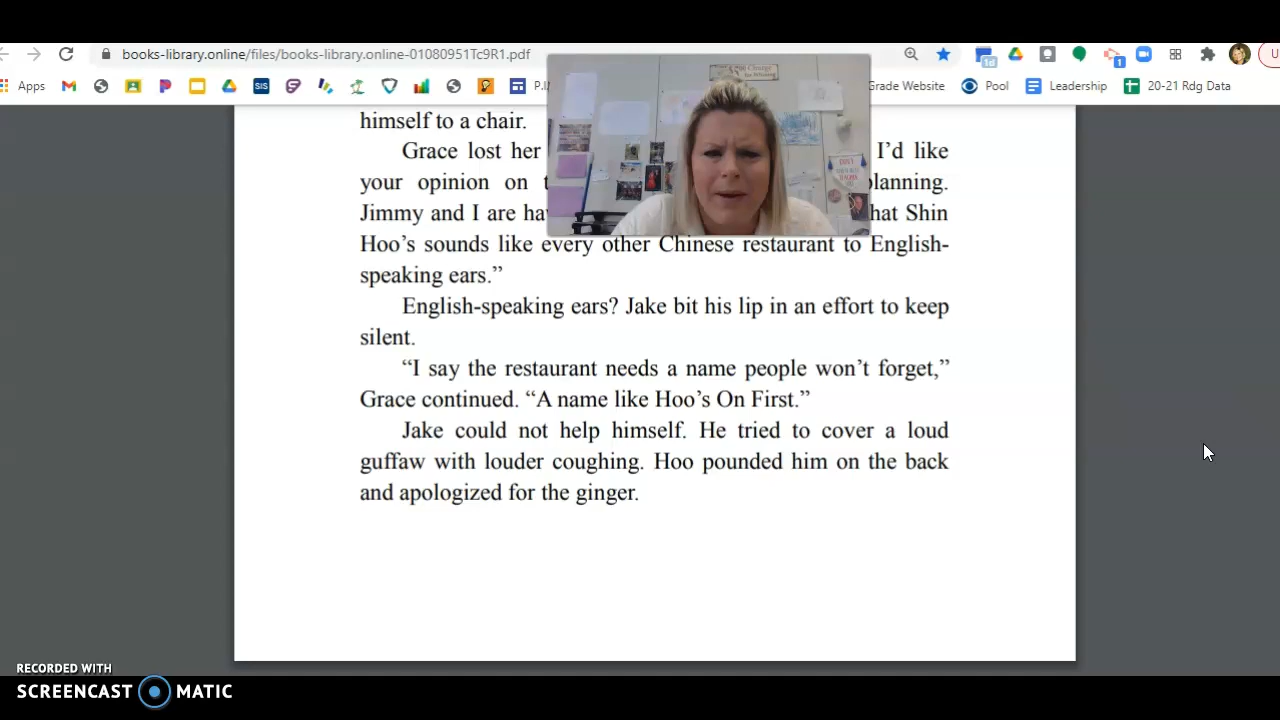 books-library.online/files/books-library.online-01080951Tc9R1.pdf
1d
1
U
Apps
SIS
P.I
Grade Website
Pool
Leadership
20-21 Rdg Data
Change
himself to a chair.
Grace lost her I’d like
your opinion on planning.
Jimmy and I are hat Shin
Hoo’s sounds like every other Chinese restaurant to English-
speaking ears.”
English-speaking ears? Jake bit his lip in an effort to keep
silent.
“I say the restaurant needs a name people won’t forget,”
Grace continued. “A name like Hoo’s On First.”
Jake could not help himself. He tried to cover a loud
guffaw with louder coughing. Hoo pounded him on the back
and apologized for the ginger.
RECORDED WITH
SCREENCAST MATIC